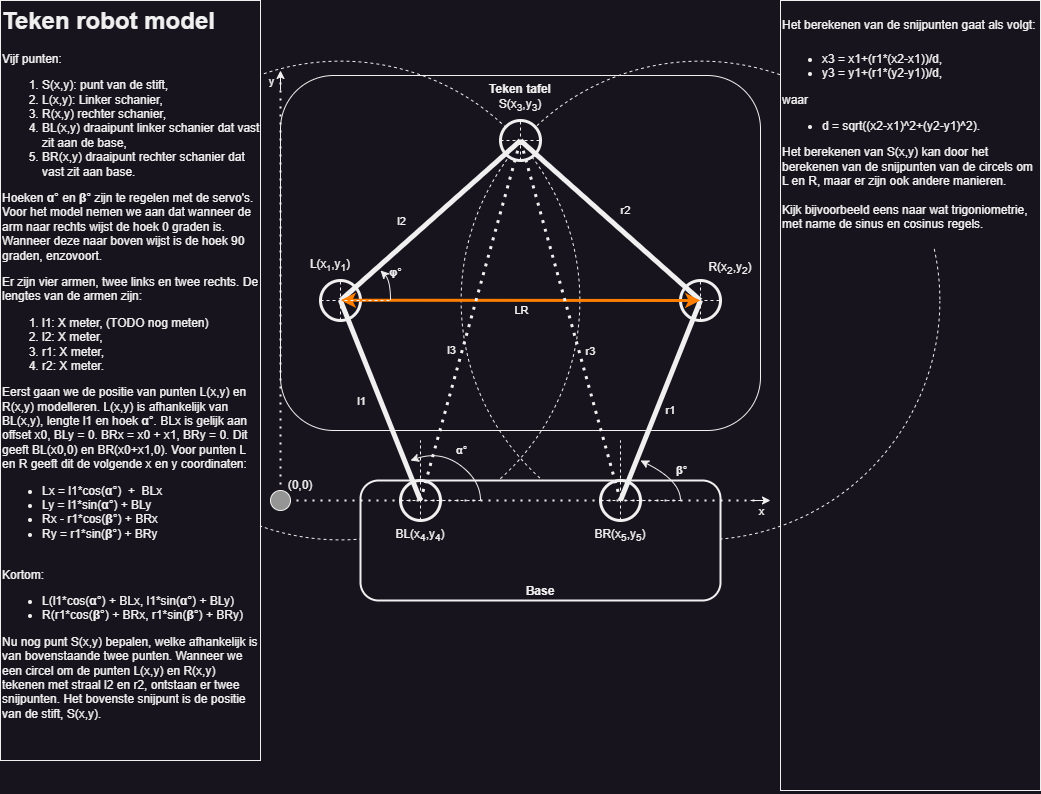 Teken robot model
Vijf punten:
1. S(x,y): punt van de stift,
2. L(x,y): Linker schanier,
3. R(x,y) rechter schanier,
4. BL(x,y) draaipunt linker schanier dat vast
zit aan de base,
5. BR(x,y) draaipunt rechter schanier dat
vast zit aan base.
Hoeken α° en β° zijn te regelen met de servo's.
Voor het model nemen we aan dat wanneer de
arm naar rechts wijst de hoek 0 graden is.
Wanneer deze naar boven wijst is de hoek 90
graden, enzovoort.
Er zijn vier armen, twee links en twee rechts. De
lengtes van de armen zijn:
1. l1: X meter, (TODO nog meten)
2. l2: X meter,
3. r1: X meter,
4. r2: X meter.
Eerst gaan we de positie van punten L(x,y) en
R(x,y) modelleren. L(x,y) is afhankelijk van
BL(x,y), lengte l1 en hoek α°. BLx is gelijk aan
offset x0, BLy = 0. BRx = x0 + x1, BRy = 0. Dit
geeft BL(x0,0) en BR(x0+x1,0). Voor punten L
en R geeft dit de volgende x en y coordinaten:
• Lx = l1*cos(α°) + BLx
• Ly = l1*sin(α°) + BLy
• Rx - r1*cos(β°) + BRx
• Ry = r1*sin(β°) + BRy
Kortom:
• L(l1*cos(α°) + BLx, l1*sin(α°) + BLy)
• R(r1*cos(β°) + BRx, r1*sin(β°) + BRy)
Nu nog punt S(x,y) bepalen, welke afhankelijk is
van bovenstaande twee punten. Wanneer we
een circel om de punten L(x,y) en R(x,y)
tekenen met straal l2 en r2, ontstaan er twee
snijpunten. Het bovenste snijpunt is de positie
van de stift, S(x,y).
y
Teken tafel
S(x₃,y₃)
l2
r2
L(x₁,y₁)
φ°
R(x₂,y₂)
LR
l3
r3
l1
r1
α°
β°
(0,0)
x
BL(x₄,y₄)
BR(x₅,y₅)
Base
Het berekenen van de snijpunten gaat als volgt:
• x3 = x1+(r1*(x2-x1))/d,
• y3 = y1+(r1*(y2-y1))/d,
waar
• d = sqrt((x2-x1)^2+(y2-y1)^2).
Het berekenen van S(x,y) kan door het
berekenen van de snijpunten van de circels om
L en R, maar er zijn ook andere manieren.
Kijk bijvoorbeeld eens naar wat trigoniometrie,
met name de sinus en cosinus regels.